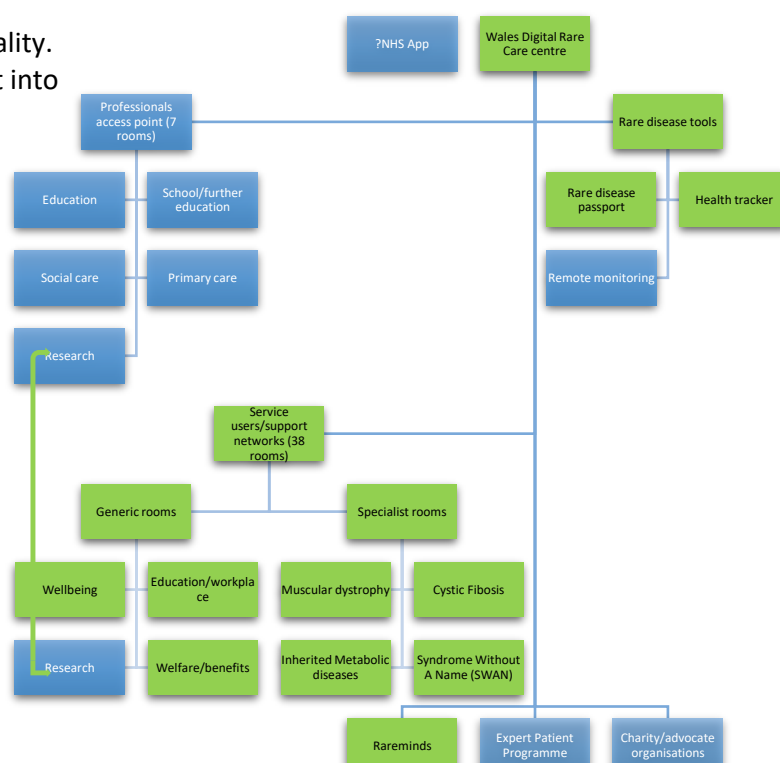 ality.
t into
?NHS App
Wales Digital Rare
Care centre
Professionals
access point (7
rooms)
Rare disease tools
Education
School/further
education
Rare disease
passport
Health tracker
Social care
Primary care
Remote monitoring
Research
Service
users/support
networks (38
rooms)
Generic rooms
Specialist rooms
Wellbeing
Education/workpla
ce
Muscular dystrophy
Cystic Fibosis
Research
Welfare/benefits
Inherited Metabolic
diseases
Syndrome Without
A Name (SWAN)
Rareminds
Expert Patient
Programme
Charity/advocate
organisations